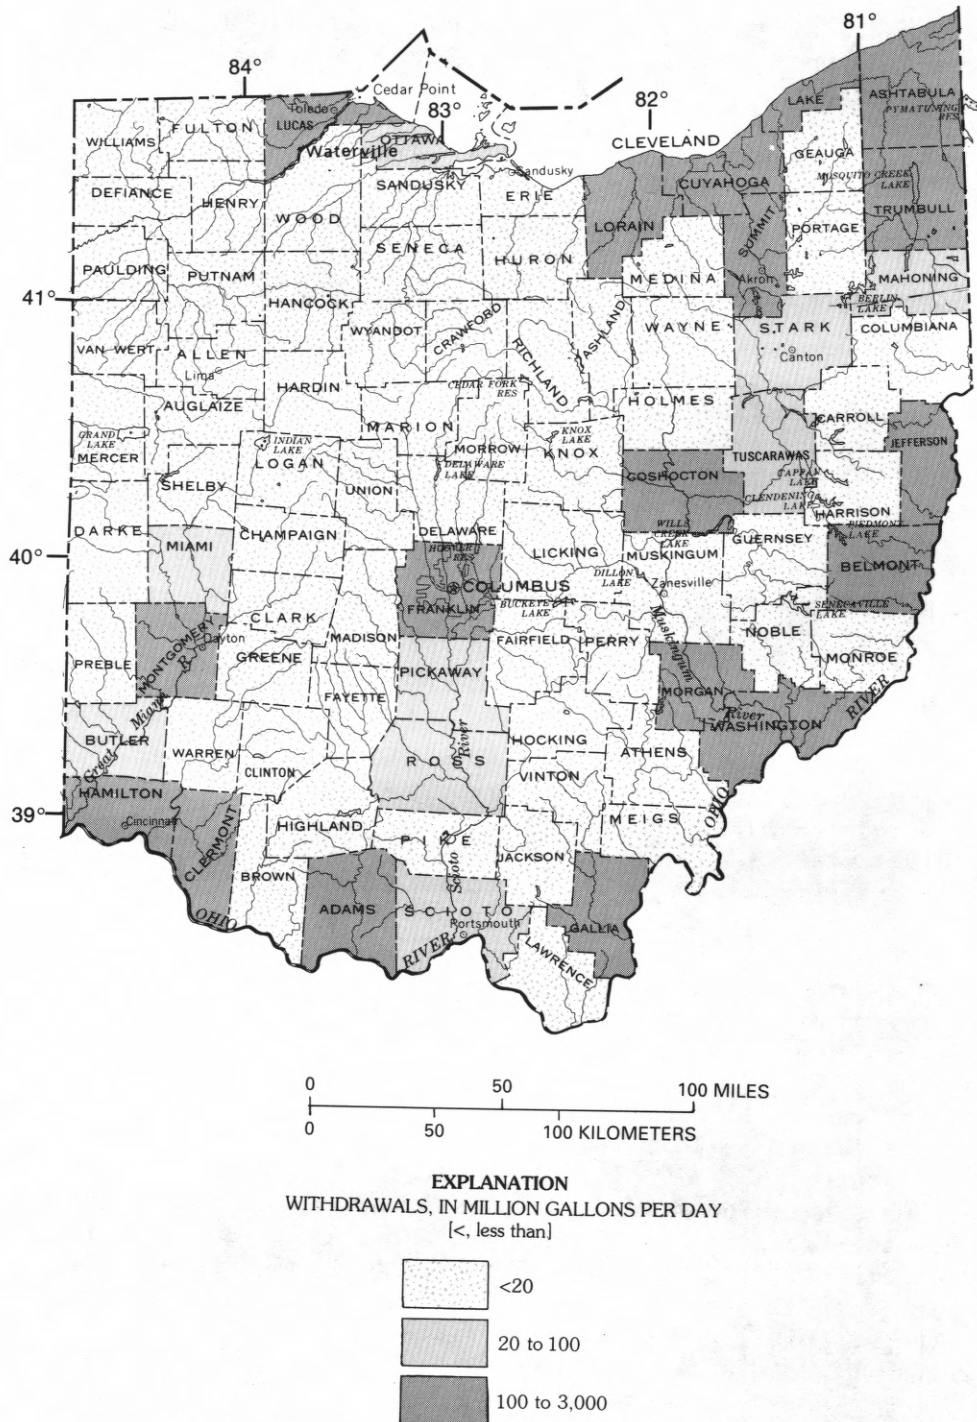 81°
84°
Cedar Point
83°
82°
CLEVELAND
LAKE
ASHTABULA
PYMATUNING
RES
Toledo
LUCAS
WILLIAMS
FULTON
OTTAWA
Waterville
GEAUGA
MOSQUITO CREEK
LAKE
Sandusky
SANDUSKY
ERIE
CUYAHOGA
DEFIANCE
HENRY
WOOD
LORAIN
SUMMIT
TRUMBULL
PORTAGE
SENECA
HURON
PAULDING
PUTNAM
MEDINA
Akron
MAHONING
41°
HANCOCK
BERLIN
LAKE
WYANDOT
CRAWFORD
RICHLAND
ASHLAND
WAYNE
STARK
COLUMBIANA
VAN WERT
ALLEN
Lima
Canton
HARDIN
CEDAR FORK
RES
HOLMES
AUGLAIZE
MARION
CARROLL
JEFFERSON
GRAND
LAKE
MERCER
INDIAN
LAKE
LOGAN
MORROW
KNOX
LAKE
KNOX
TUSCARAWAS
TAPPAN
LAKE
DELAWARE
LAKE
COSHOCTON
SHELBY
UNION
CLENDENING
LAKE
HARRISON
DARKE
CHAMPAIGN
DELAWARE
WILLS
CREEK
LAKE
GUERNSEY
PIEDMONT
LAKE
40°
MIAMI
HOOVER
RES
LICKING
MUSKINGUM
BELMONT
COLUMBUS
DILLON
LAKE
Zanesville
FRANKLIN
BUCKEYE
LAKE
SENECAVILLE
LAKE
CLARK
MONTGOMERY
Dayton
MADISON
FAIRFIELD
PERRY
Muskingum
NOBLE
PREBLE
GREENE
PICKAWAY
MONROE
FAYETTE
MORGAN
River
WASHINGTON
RIVER
Great Miami R
BUTLER
WARREN
CLINTON
ROSS
River
HOCKING
ATHENS
VINTON
HAMILTON
39°
Cincinnati
CLERMONT
HIGHLAND
PIKE
MEIGS
OHIO
JACKSON
Scioto
BROWN
ADAMS
SCIOTO
Portsmouth
GALLIA
OHIO
RIVER
LAWRENCE
0 50 100 MILES
0 50 100 KILOMETERS
EXPLANATION
WITHDRAWALS, IN MILLION GALLONS PER DAY
[<, less than]
<20
20 to 100
100 to 3,000